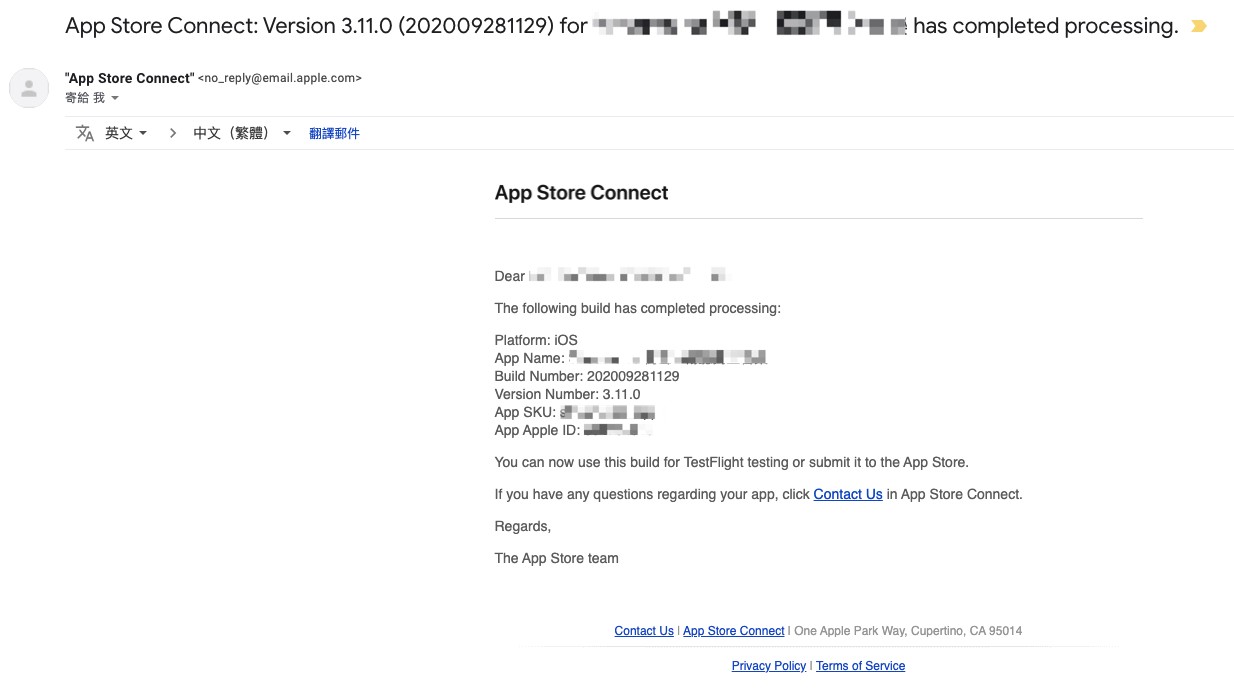 App Store Connect: Version 3.11.0 (202009281129) for has completed processing.
"App Store Connect" <no_reply@email.apple.com>
寄給 我
英文 > 中文（繁體） 翻譯郵件
App Store Connect
Dear
The following build has completed processing:
Platform: iOS
App Name:
Build Number: 202009281129
Version Number: 3.11.0
App SKU:
App Apple ID:
You can now use this build for TestFlight testing or submit it to the App Store.
If you have any questions regarding your app, click Contact Us in App Store Connect.
Regards,
The App Store team
Contact Us | App Store Connect | One Apple Park Way, Cupertino, CA 95014
Privacy Policy | Terms of Service